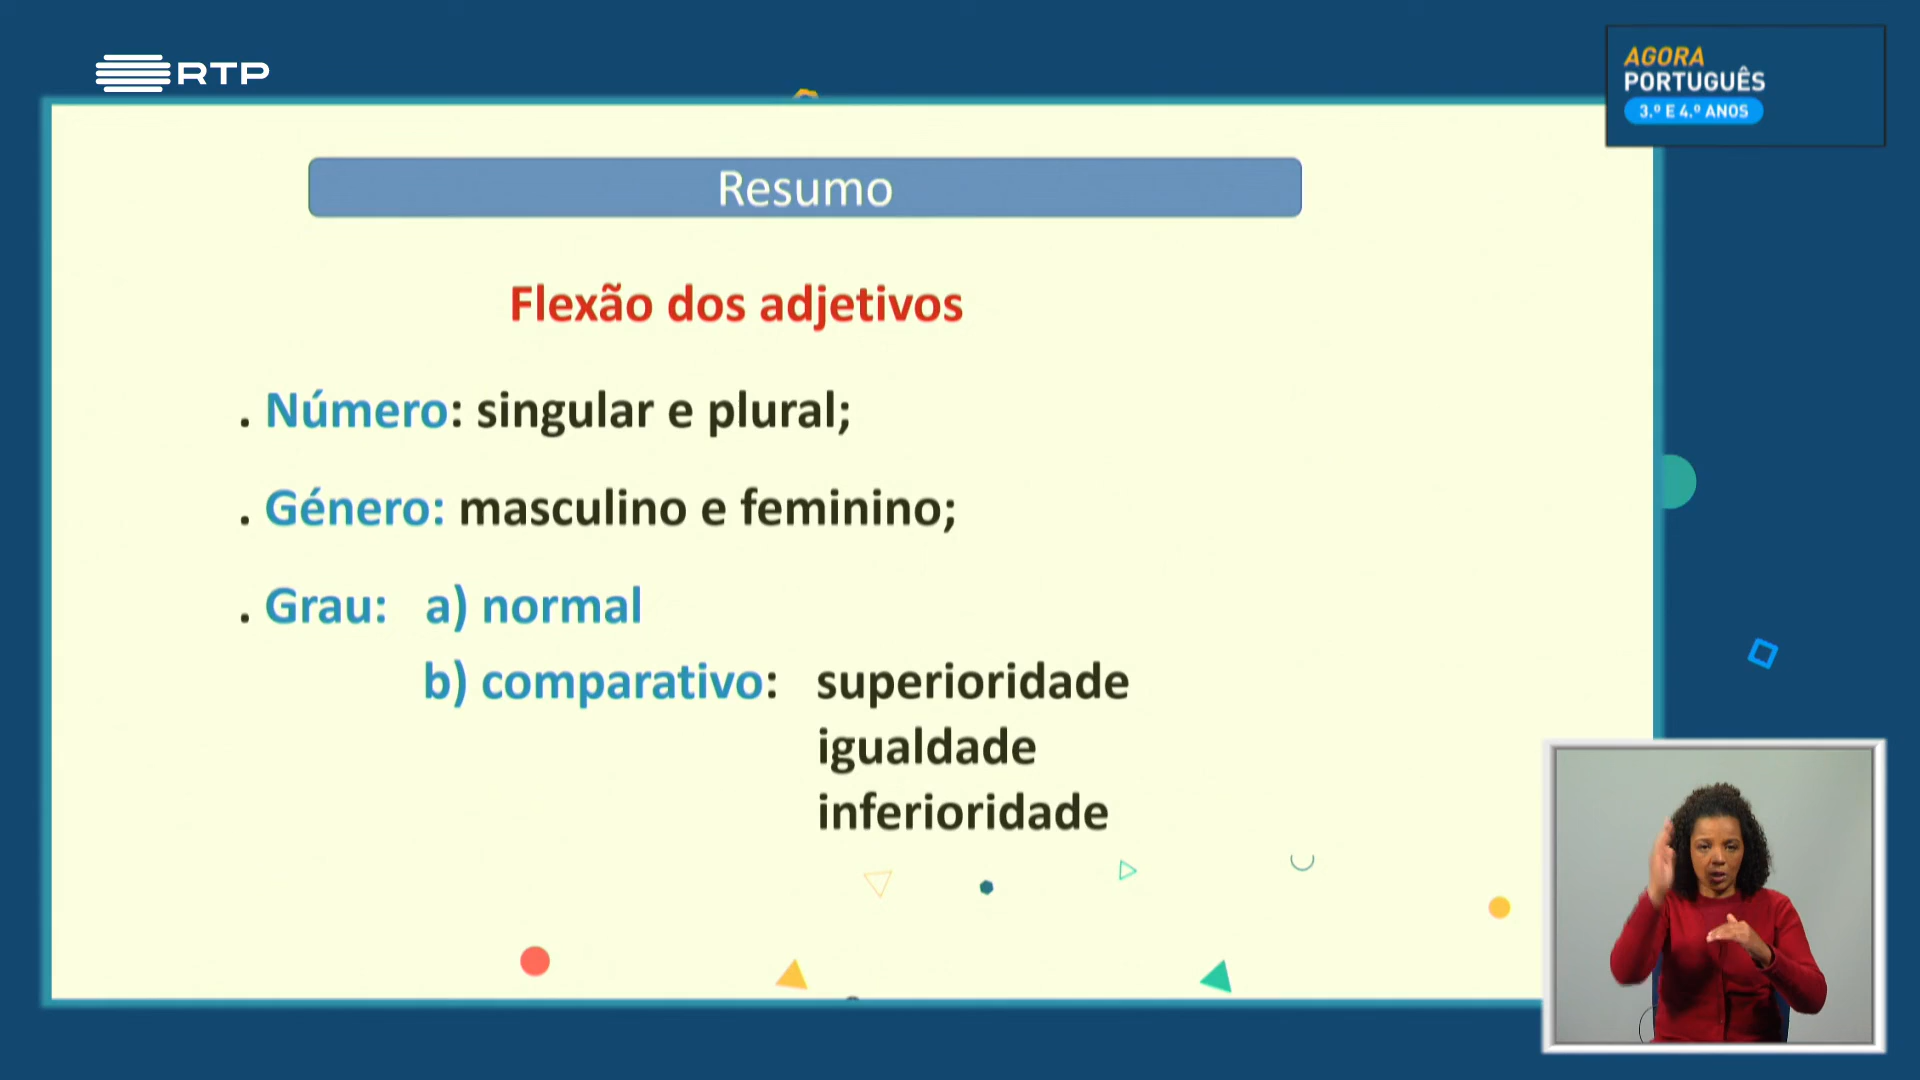 RTP
AGORA
PORTUGUÊS
3.º E 4.º ANOS
Resumo
Flexão dos adjetivos
. Número: singular e plural;
. Género: masculino e feminino;
. Grau: a) normal
b) comparativo: superioridade
igualdade
inferioridade